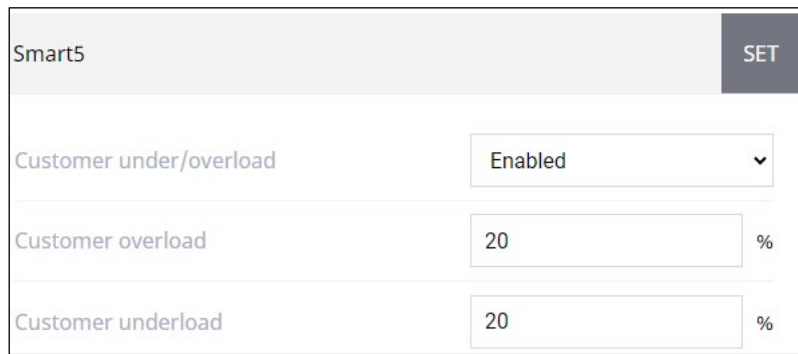 Smart5 SET
Customer under/overload Enabled
Customer overload 20 %
Customer underload 20 %